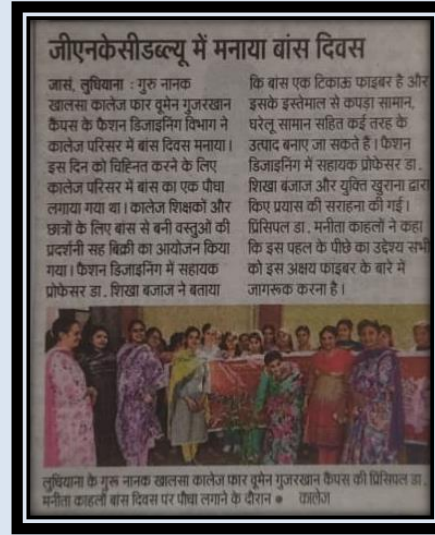 जीएनकेसीडब्ल्यू में मनाया बांस दिवस
जासं, लुधियाना : गुरु नानक
खालसा कालेज फार वूमेन गुजरखान
कैंपस के फैशन डिजाइनिंग विभाग ने
कालेज परिसर में बांस दिवस मनाया।
इस दिन को चिह्नित करने के लिए
कालेज परिसर में बांस का एक पौधा
लगाया गया था। कालेज शिक्षकों और
छात्रों के लिए बांस से बनी वस्तुओं की
प्रदर्शनी सह बिक्री का आयोजन किया
गया। फैशन डिजाइनिंग में सहायक
प्रोफेसर डा. शिखा बजाज ने बताया
कि बांस एक टिकाऊ फाइबर है और
इसके इस्तेमाल से कपड़ा सामान,
घरेलू सामान सहित कई तरह के
उत्पाद बनाए जा सकते हैं। फैशन
डिजाइनिंग में सहायक प्रोफेसर डा.
शिखा बजाज और युक्ति खुराना द्वारा
किए प्रयास की सराहना की गई।
प्रिंसिपल डा. मनीता काहलों ने कहा
कि इस पहल के पीछे का उद्देश्य सभी
को इस अक्षय फाइबर के बारे में
जागरूक करना है।
लुधियाना के गुरु नानक खालसा कालेज फार वूमेन गुजरखान कैंपस की प्रिंसिपल डा.
मनीता काहलों बांस दिवस पर पौधा लगाने के दौरान ● कालेज